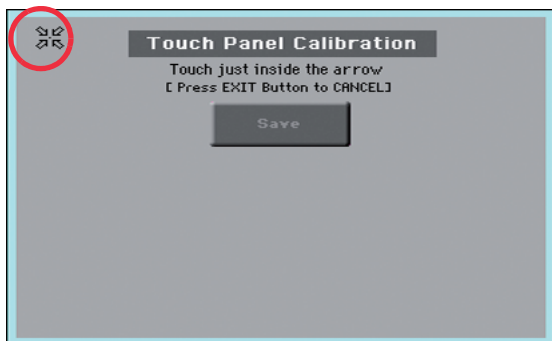 Touch Panel Calibration
Touch just inside the arrow
[ Press EXIT Button to CANCEL]
Save